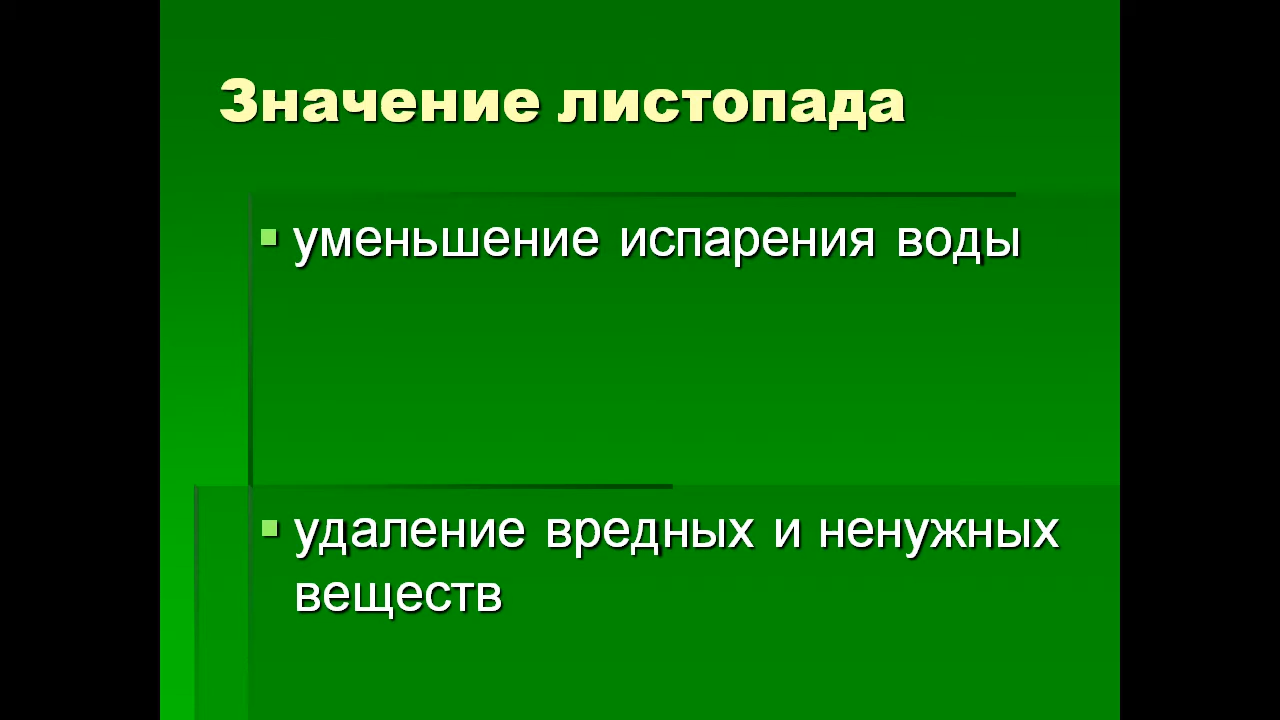 Значение листопада
уменьшение испарения воды
удаление вредных и ненужных
веществ